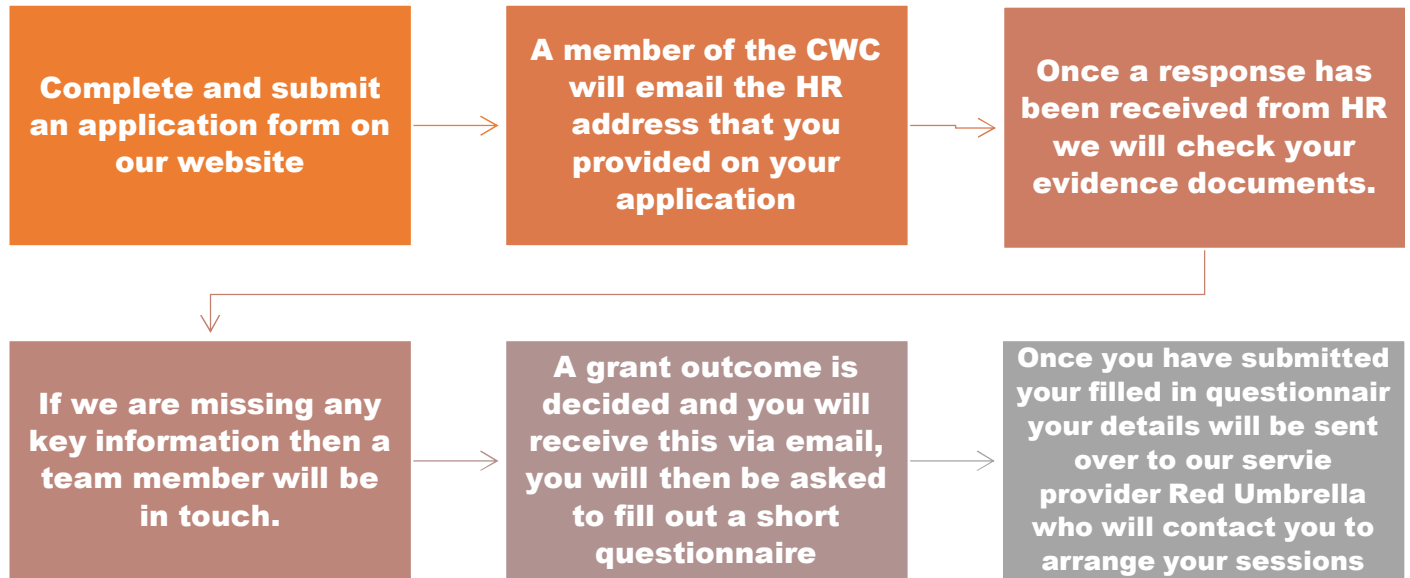 Complete and submit
an application form on
our website
A member of the CWC
will email the HR
address that you
provided on your
application
Once a response has
been received from HR
we will check your
evidence documents.
If we are missing any
key information then a
team member will be
in touch.
A grant outcome is
decided and you will
receive this via email,
you will then be asked
to fill out a short
questionnaire
Once you have submitted
your filled in questionnair
your details will be sent
over to our servie
provider Red Umbrella
who will contact you to
arrange your sessions